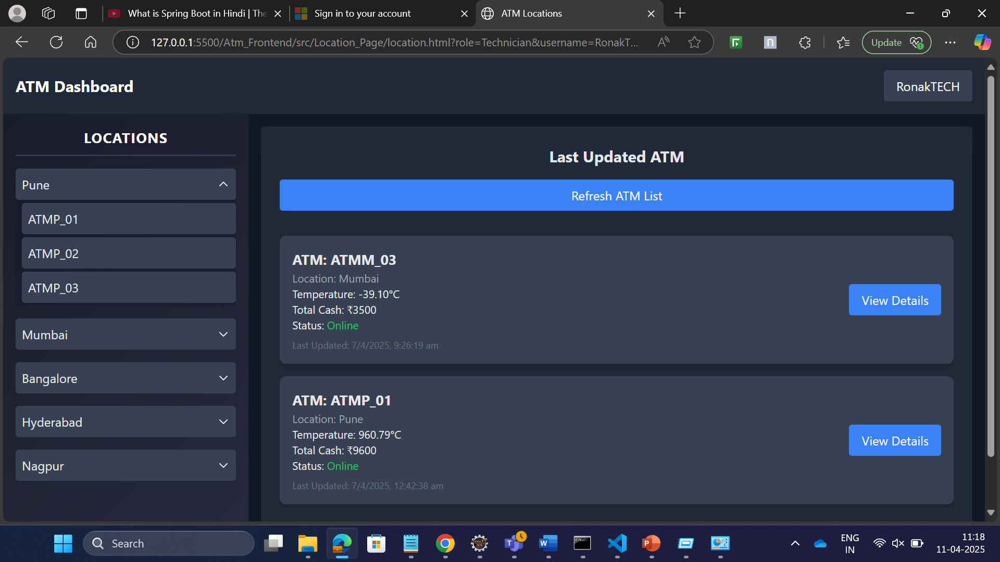 What is Spring Boot in Hindi | The
Sign in to your account
ATM Locations
127.0.0.1:5500/Atm_Frontend/src/Location_Page/location.html?role=Technician&username=RonakT...
Update
ATM Dashboard
RonakTECH
LOCATIONS
Pune
ATMP_01
ATMP_02
ATMP_03
Mumbai
Bangalore
Hyderabad
Nagpur
Last Updated ATM
Refresh ATM List
ATM: ATMM_03
Location: Mumbai
Temperature: -39.10°C
Total Cash: ₹3500
Status: Online
Last Updated: 7/4/2025, 9:26:19 am
View Details
ATM: ATMP_01
Location: Pune
Temperature: 960.79°C
Total Cash: ₹9600
Status: Online
Last Updated: 7/4/2025, 12:42:38 am
View Details
Search
ENG
IN
11:18
11-04-2025